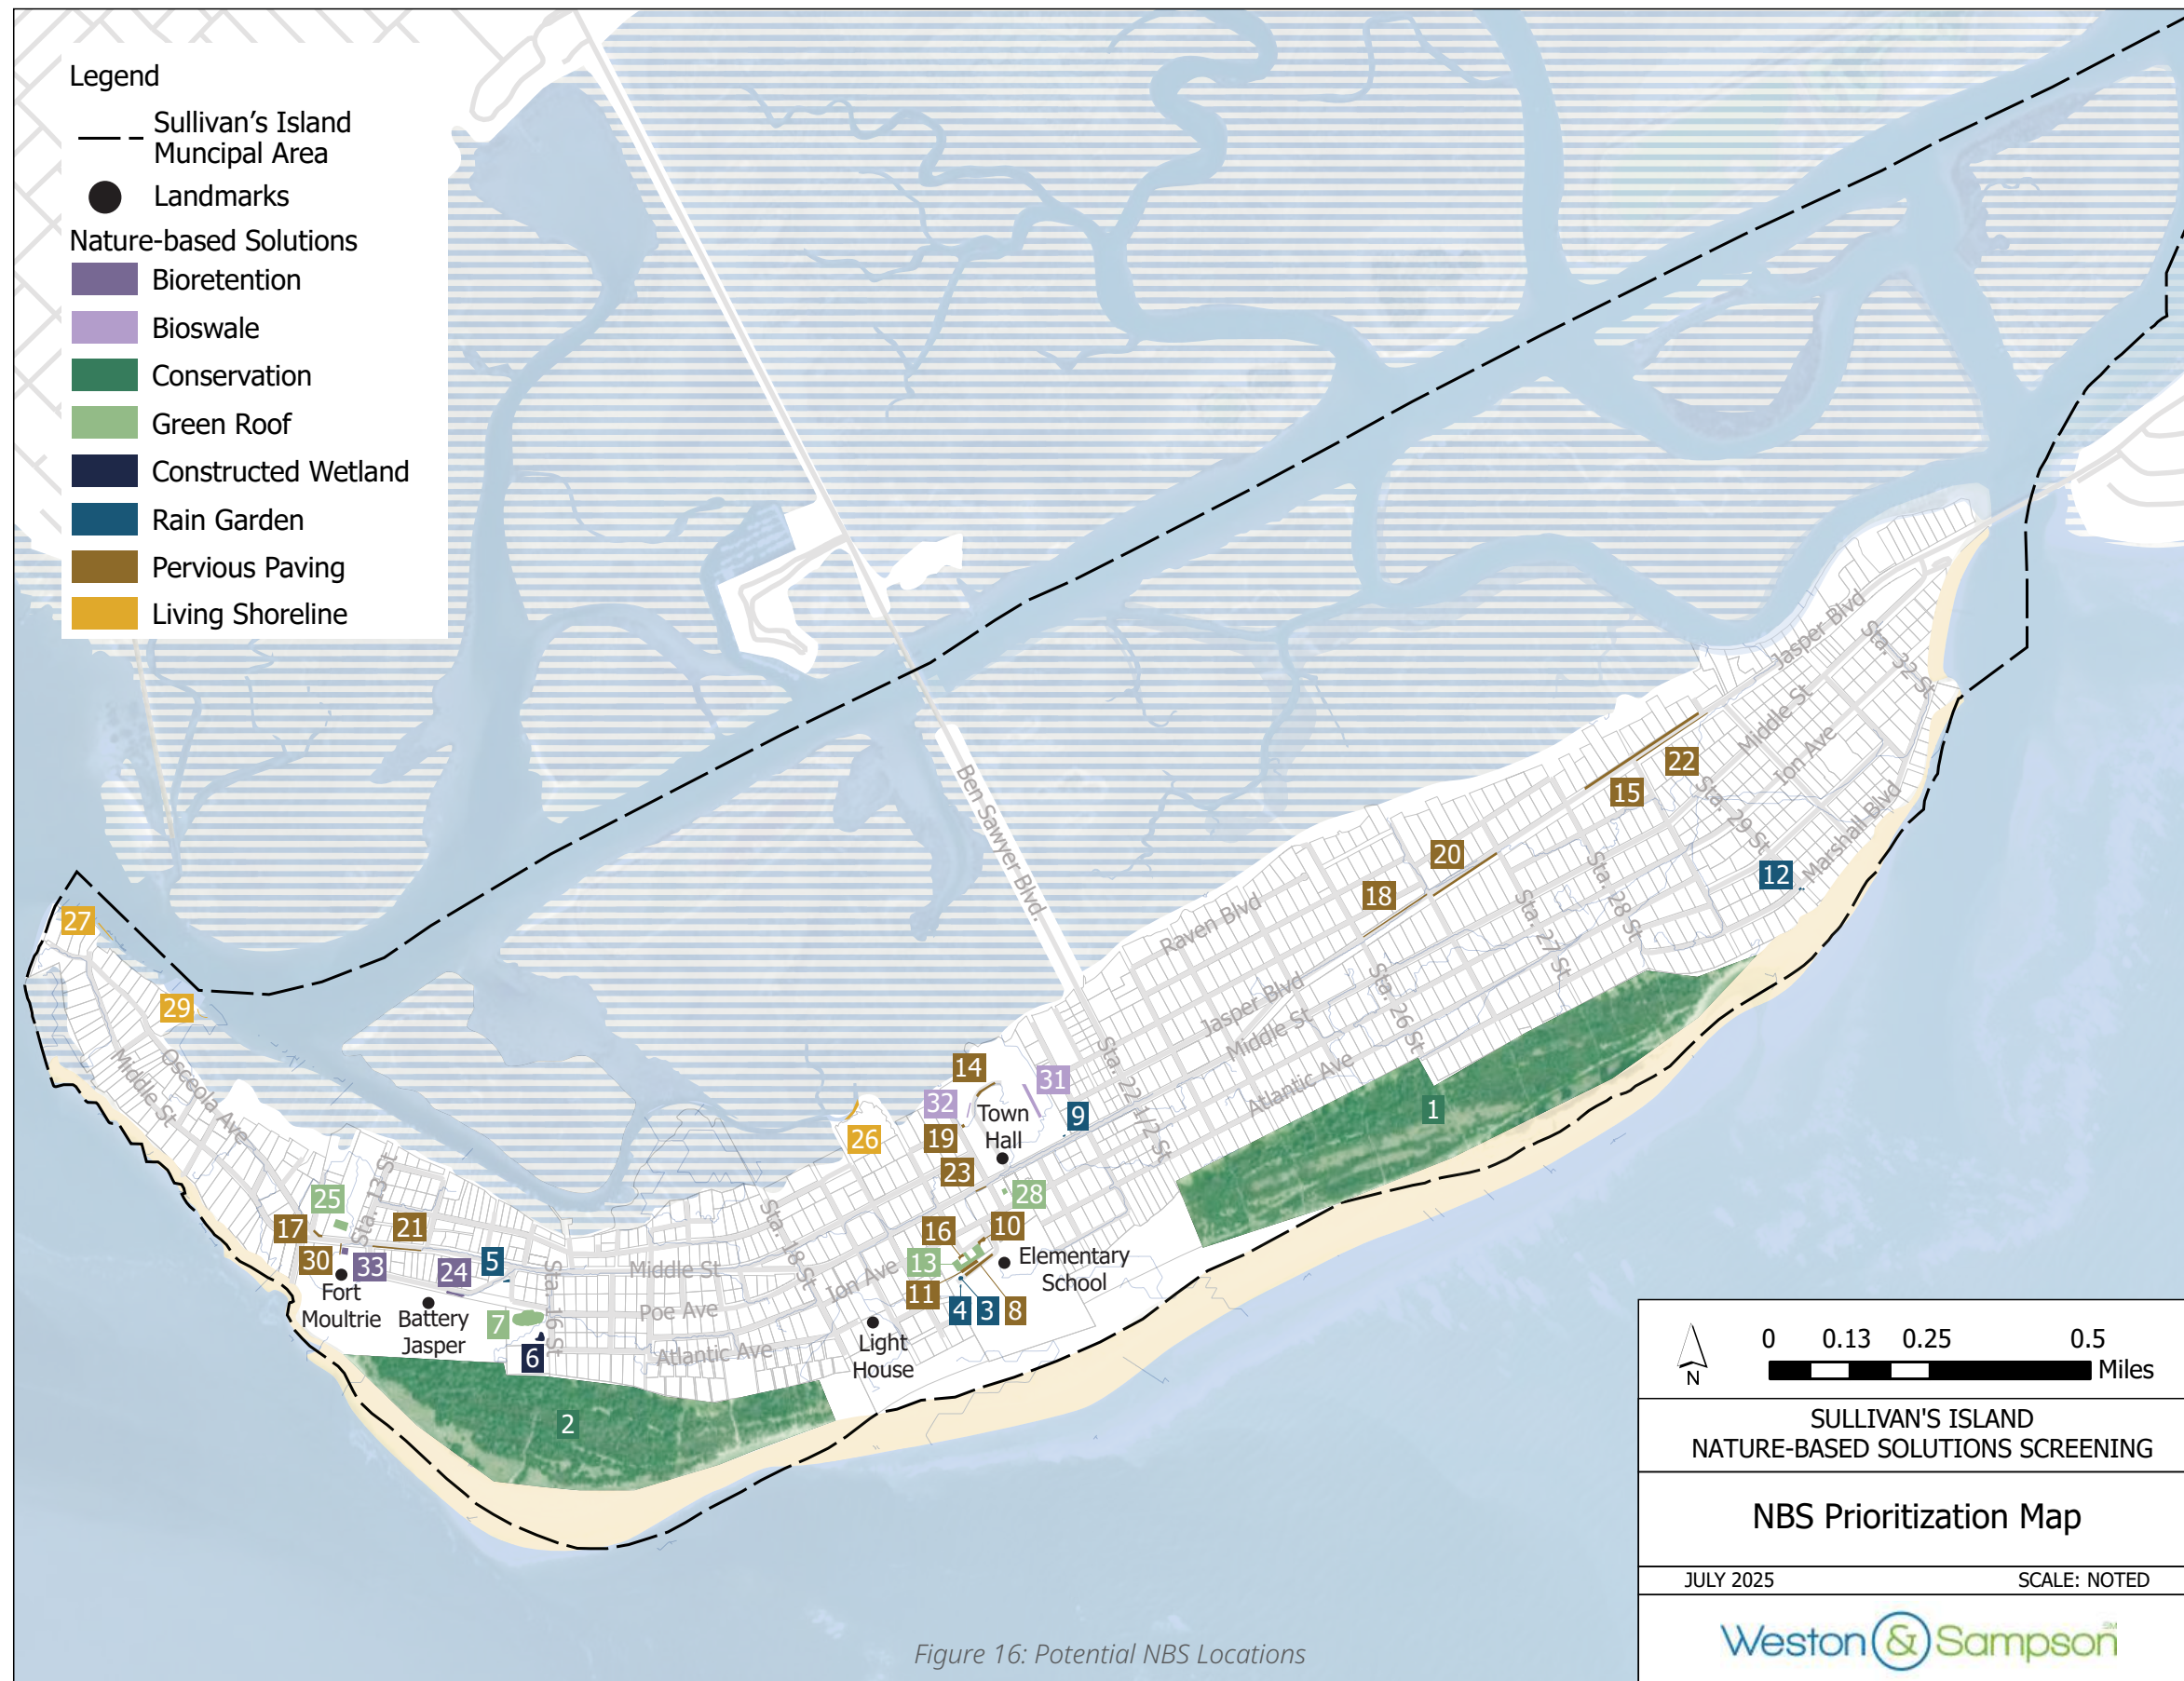 Legend
Sullivan's Island
Muncipal Area
Landmarks
Nature-based Solutions
Bioretention
Bioswale
Conservation
Green Roof
Constructed Wetland
Rain Garden
Pervious Paving
Living Shoreline
Ben Sawyer Blvd.
Jasper Blvd
Sta. 32 St
Middle St
Ion Ave
22
15
Sta. 29 St
Marshall Blvd
12
20
18
Sta. 28 St
Sta. 27 St
Raven Blvd
Sta. 26 St
Jasper Blvd
Middle St
Atlantic Ave
Sta. 22 1/2 St
1
27
29
Osceola Ave
Middle St
14
31
32
9
Town
Hall
19
26
23
28
25
Sta. 13 St
17
21
30
33
24
5
Fort
Moultrie
Battery
Jasper
7
6
Sta. 16 St
Middle St
Poe Ave
Atlantic Ave
Sta. 18 St
Ion Ave
16
10
13
Elementary
School
11
4
3
8
Light
House
2
N
0 0.13 0.25 0.5
Miles
SULLIVAN'S ISLAND
NATURE-BASED SOLUTIONS SCREENING
NBS Prioritization Map
JULY 2025 SCALE: NOTED
Weston & Sampson SM
Figure 16: Potential NBS Locations